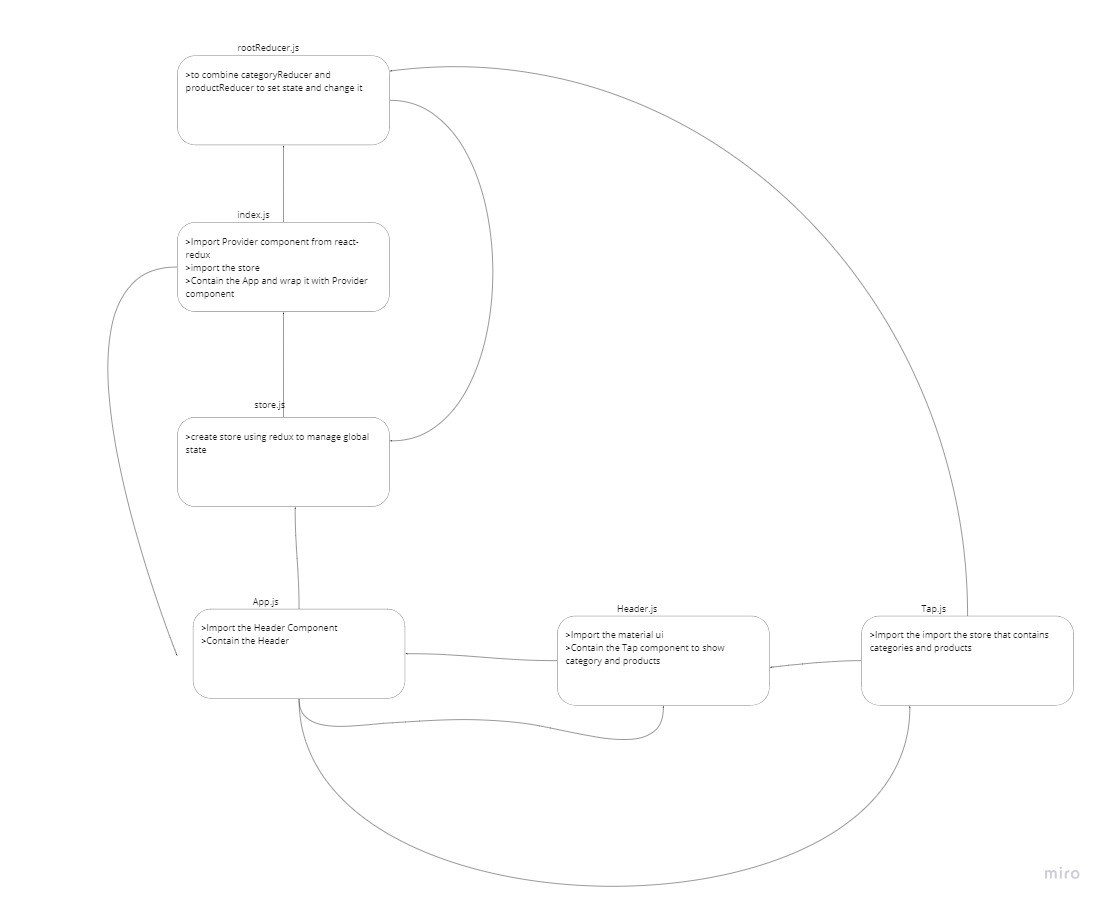 rootReducer.js
>to combine categoryReducer and
productReducer to set state and change it
index.js
>Import Provider component from react-
redux
>import the store
>Contain the App and wrap it with Provider
component
store.js
>create store using redux to manage global
state
App.js
>Import the Header Component
>Contain the Header
Header.js
>Import the material ui
>Contain the Tap component to show
category and products
Tap.js
>Import the import the store that contains
categories and products
miro